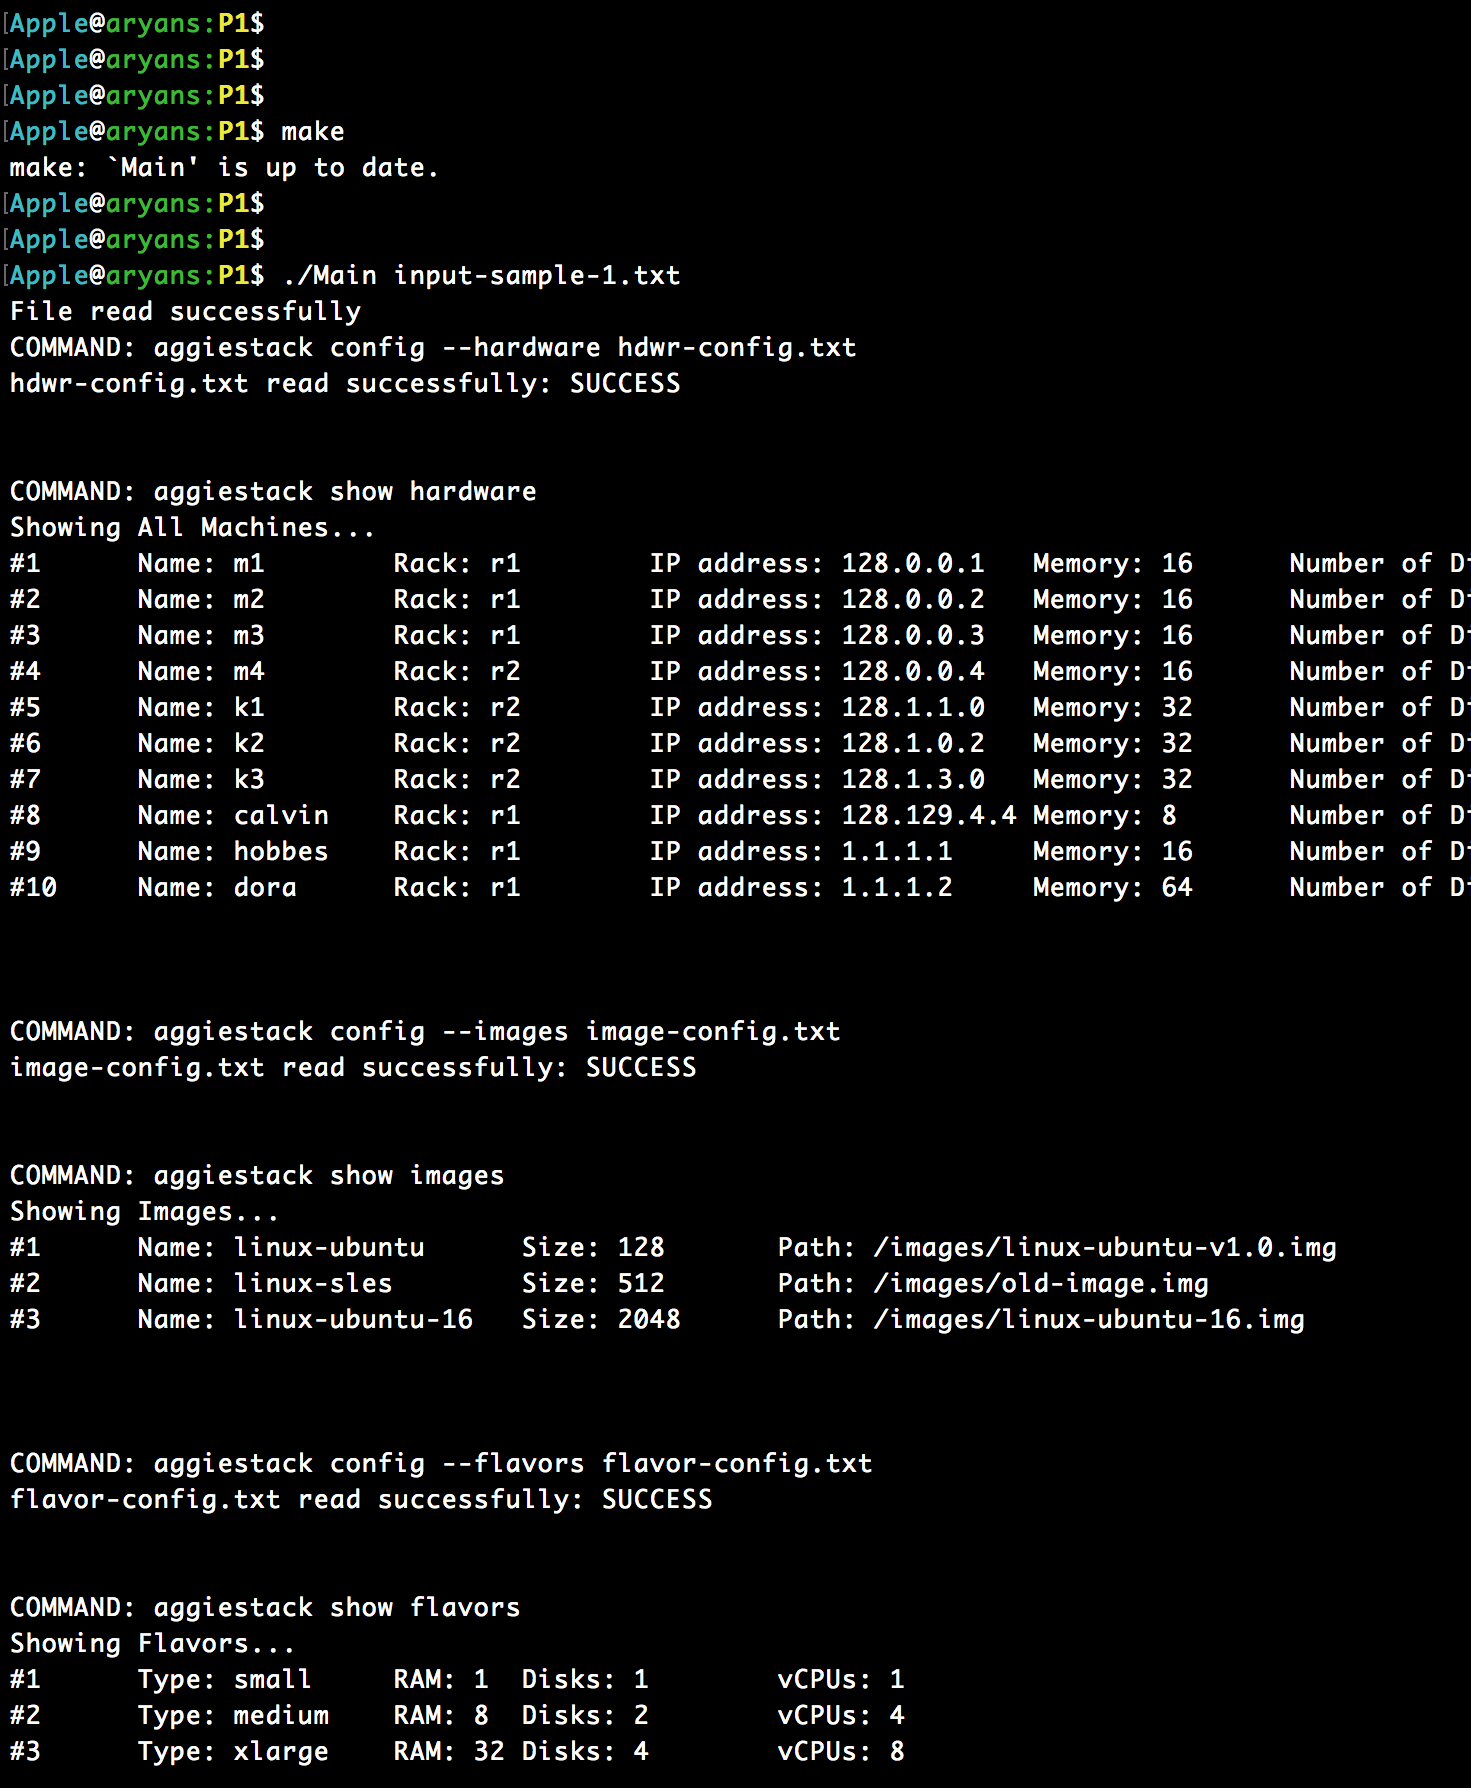 Apple@aryans:P1$
Apple@aryans:P1$
Apple@aryans:P1$
Apple@aryans:P1$ make
make: `Main' is up to date.
Apple@aryans:P1$
Apple@aryans:P1$
Apple@aryans:P1$ ./Main input-sample-1.txt
File read successfully
COMMAND: aggiestack config --hardware hdwr-config.txt
hdwr-config.txt read successfully: SUCCESS
COMMAND: aggiestack show hardware
Showing All Machines...
#1 Name: m1 Rack: r1 IP address: 128.0.0.1 Memory: 16 Number of
#2 Name: m2 Rack: r1 IP address: 128.0.0.2 Memory: 16 Number of
#3 Name: m3 Rack: r1 IP address: 128.0.0.3 Memory: 16 Number of
#4 Name: m4 Rack: r2 IP address: 128.0.0.4 Memory: 16 Number of
#5 Name: k1 Rack: r2 IP address: 128.1.1.0 Memory: 32 Number of
#6 Name: k2 Rack: r2 IP address: 128.1.0.2 Memory: 32 Number of
#7 Name: k3 Rack: r2 IP address: 128.1.3.0 Memory: 32 Number of
#8 Name: calvin Rack: r1 IP address: 128.129.4.4 Memory: 8 Number of
#9 Name: hobbes Rack: r1 IP address: 1.1.1.1 Memory: 16 Number of
#10 Name: dora Rack: r1 IP address: 1.1.1.2 Memory: 64 Number of
COMMAND: aggiestack config --images image-config.txt
image-config.txt read successfully: SUCCESS
COMMAND: aggiestack show images
Showing Images...
#1 Name: linux-ubuntu Size: 128 Path: /images/linux-ubuntu-v1.0.img
#2 Name: linux-sles Size: 512 Path: /images/old-image.img
#3 Name: linux-ubuntu-16 Size: 2048 Path: /images/linux-ubuntu-16.img
COMMAND: aggiestack config --flavors flavor-config.txt
flavor-config.txt read successfully: SUCCESS
COMMAND: aggiestack show flavors
Showing Flavors...
#1 Type: small RAM: 1 Disks: 1 vCPUs: 1
#2 Type: medium RAM: 8 Disks: 2 vCPUs: 4
#3 Type: xlarge RAM: 32 Disks: 4 vCPUs: 8